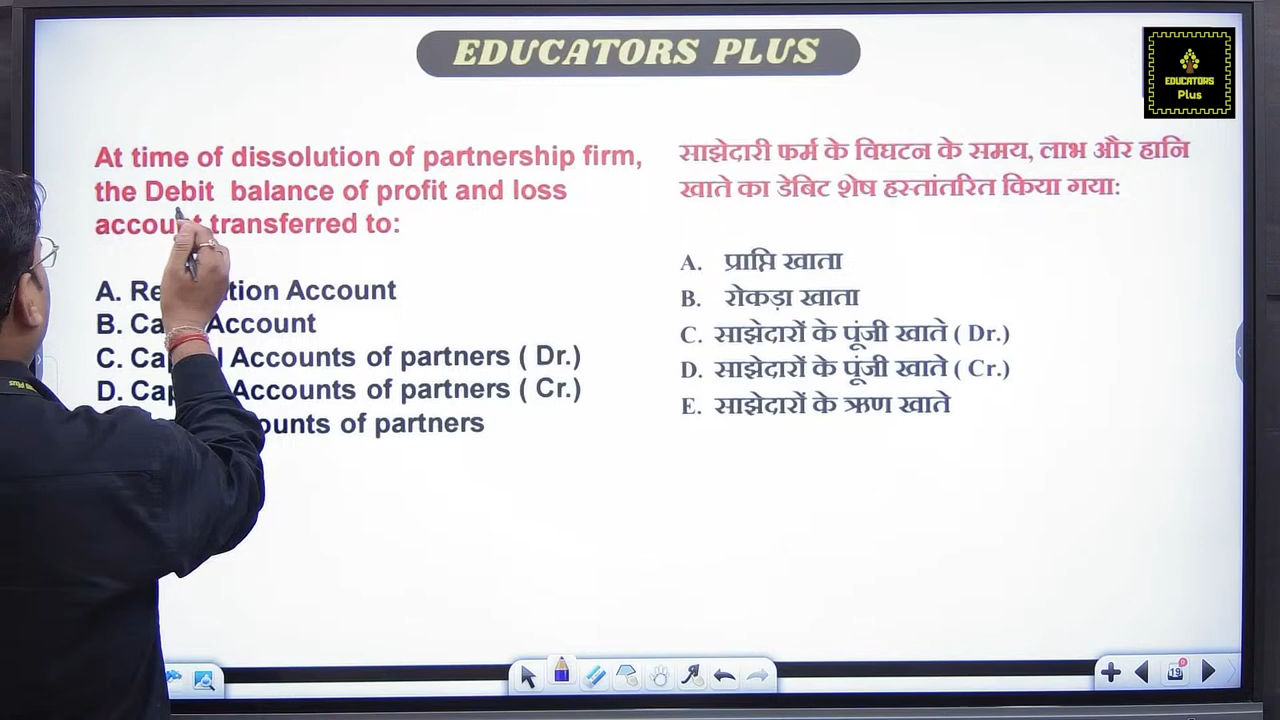 EDUCATORS PLUS
EDUCATORS
Plus
At time of dissolution of partnership firm,
the Debit balance of profit and loss
account transferred to:
A. Account
B. Account
C. Accounts of partners ( Dr.)
D. Accounts of partners ( Cr.)
of partners
साझेदारी फर्म के विघटन के समय, लाभ और हानि
खाते का डेबिट शेष हस्तांतरित किया गया:
A. प्राप्ति खाता
B. रोकड़ा खाता
C. साझेदारों के पूंजी खाते ( Dr.)
D. साझेदारों के पूंजी खाते ( Cr.)
E. साझेदारों के ऋण खाते
19